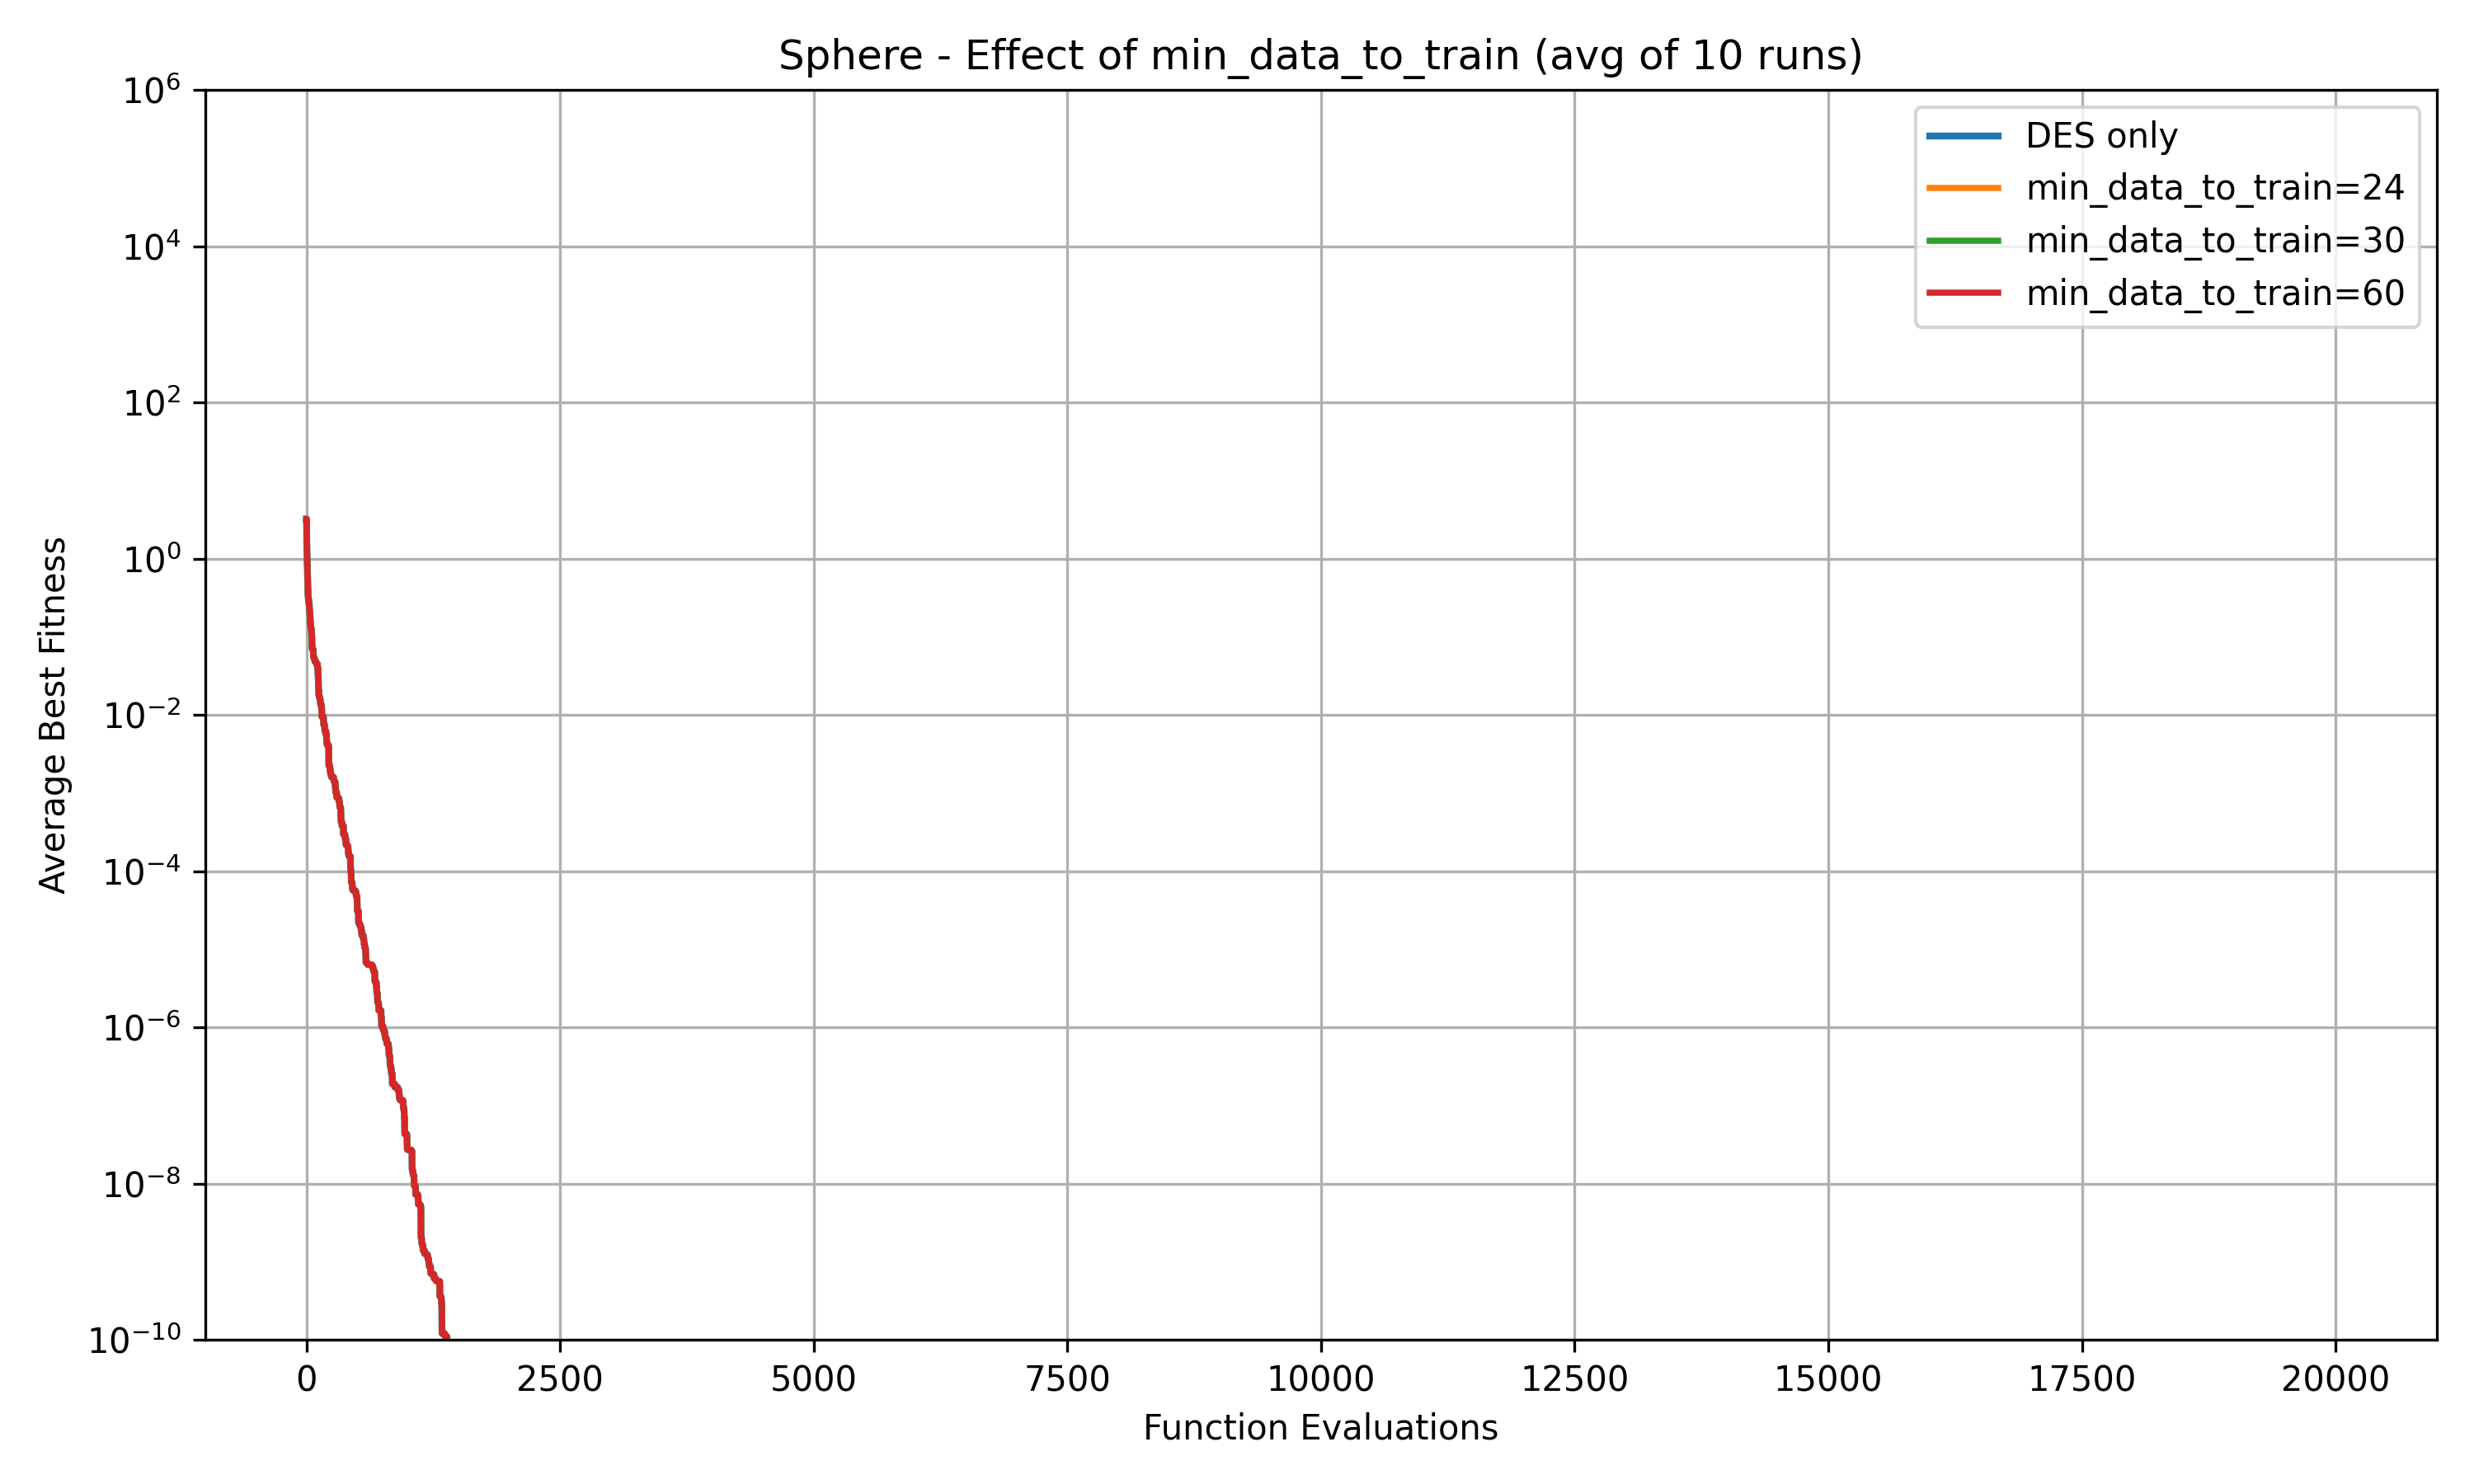 Sphere - Effect of min_data_to_train (avg of 10 runs)
10^6
10^4
10^2
10^0
10^−2
10^−4
10^−6
10^−8
10^−10
Average Best Fitness
DES only
min_data_to_train=24
min_data_to_train=30
min_data_to_train=60
0 2500 5000 7500 10000 12500 15000 17500 20000
Function Evaluations